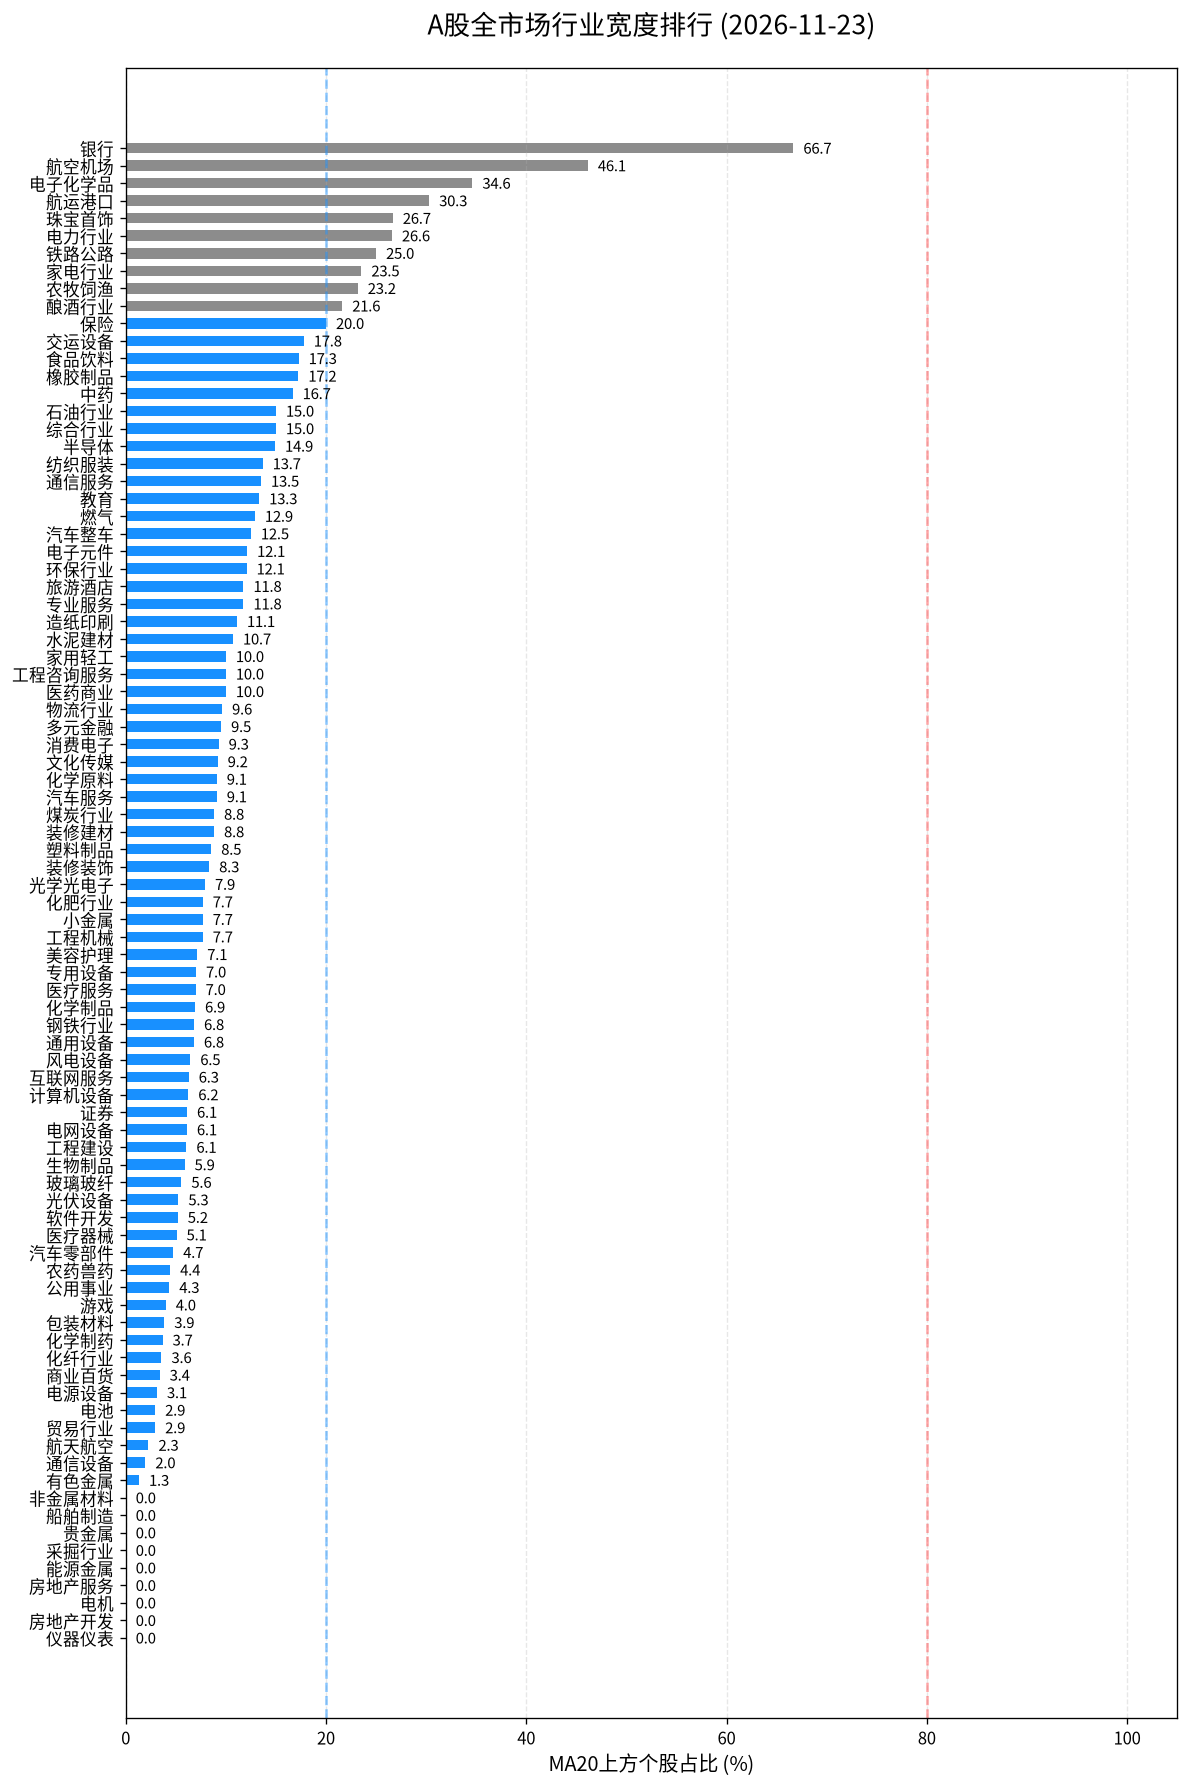 A股全市场行业宽度排行 (2026-11-23)
银行 66.7
航空机场 46.1
电子化学品 34.6
航运港口 30.3
珠宝首饰 26.7
电力行业 26.6
铁路公路 25.0
家电行业 23.5
农牧饲渔 23.2
酿酒行业 21.6
保险 20.0
交运设备 17.8
食品饮料 17.3
橡胶制品 17.2
中药 16.7
石油行业 15.0
综合行业 15.0
半导体 14.9
纺织服装 13.7
通信服务 13.5
教育 13.3
燃气 12.9
汽车整车 12.5
电子元件 12.1
环保行业 12.1
旅游酒店 11.8
专业服务 11.8
造纸印刷 11.1
水泥建材 10.7
家用轻工 10.0
工程咨询服务 10.0
医药商业 10.0
物流行业 9.6
多元金融 9.5
消费电子 9.3
文化传媒 9.2
化学原料 9.1
汽车服务 9.1
煤炭行业 8.8
装修建材 8.8
塑料制品 8.5
装修装饰 8.3
光学光电子 7.9
化肥行业 7.7
小金属 7.7
工程机械 7.7
美容护理 7.1
专用设备 7.0
医疗服务 7.0
化学制品 6.9
钢铁行业 6.8
通用设备 6.8
风电设备 6.5
互联网服务 6.3
计算机设备 6.2
证券 6.1
电网设备 6.1
工程建设 6.1
生物制品 5.9
玻璃玻纤 5.6
光伏设备 5.3
软件开发 5.2
医疗器械 5.1
汽车零部件 4.7
农药兽药 4.4
公用事业 4.3
游戏 4.0
包装材料 3.9
化学制药 3.7
化纤行业 3.6
商业百货 3.4
电源设备 3.1
电池 2.9
贸易行业 2.9
航天航空 2.3
通信设备 2.0
有色金属 1.3
非金属材料 0.0
船舶制造 0.0
贵金属 0.0
采掘行业 0.0
能源金属 0.0
房地产服务 0.0
电机 0.0
房地产开发 0.0
仪器仪表 0.0
0 20 40 60 80 100
MA20上方个股占比 (%)